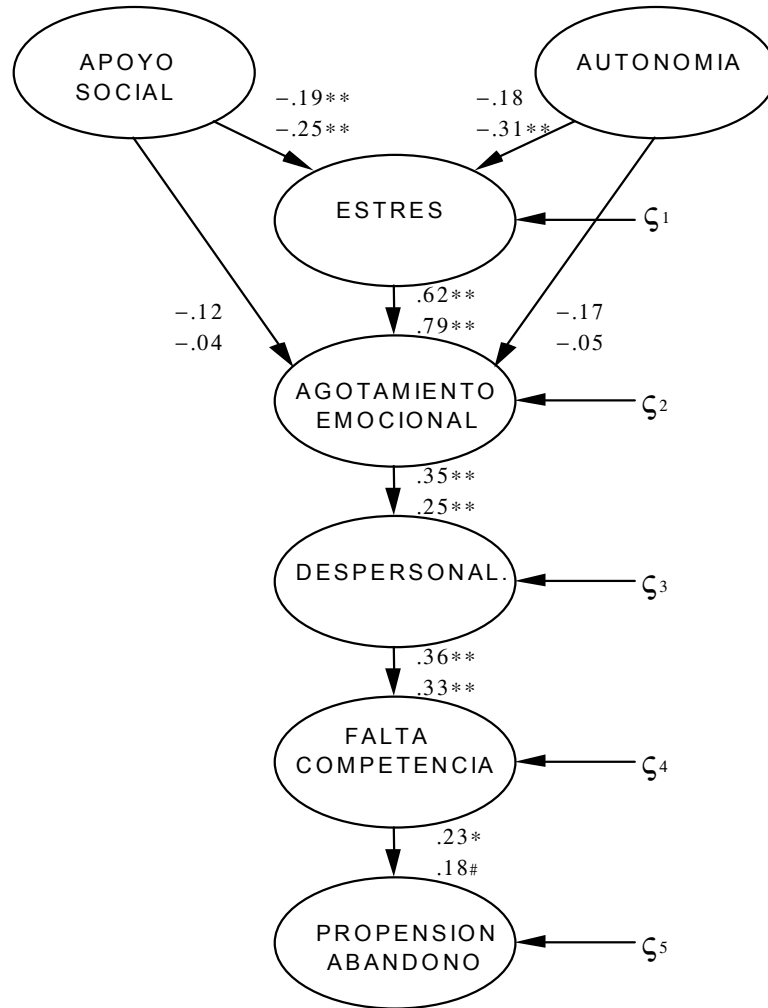 APOYO
SOCIAL
AUTONOMIA
−.19**
−.25**
−.18
−.31**
ESTRES
ς1
.62**
.79**
−.12
−.04
−.17
−.05
AGOTAMIENTO
EMOCIONAL
ς2
.35**
.25**
DESPERSONAL.
ς3
.36**
.33**
FALTA
COMPETENCIA
ς4
.23*
.18#
PROPENSION
ABANDONO
ς5